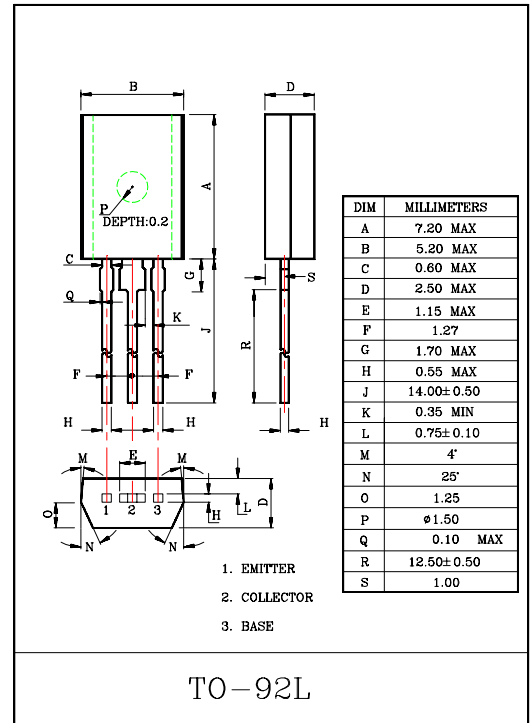 B
D
A
P
DEPTH:0.2
C
G
S
Q
K
J
R
F
F
H
H
H
M
E
M
L
1 2 3
H
D
O
N
N
DIM MILLIMETERS
A 7.20 MAX
B 5.20 MAX
C 0.60 MAX
D 2.50 MAX
E 1.15 MAX
F 1.27
G 1.70 MAX
H 0.55 MAX
J 14.00±0.50
K 0.35 MIN
L 0.75±0.10
M 4°
N 25°
O 1.25
P ø1.50
Q 0.10 MAX
R 12.50±0.50
S 1.00
1. EMITTER
2. COLLECTOR
3. BASE
TO-92L